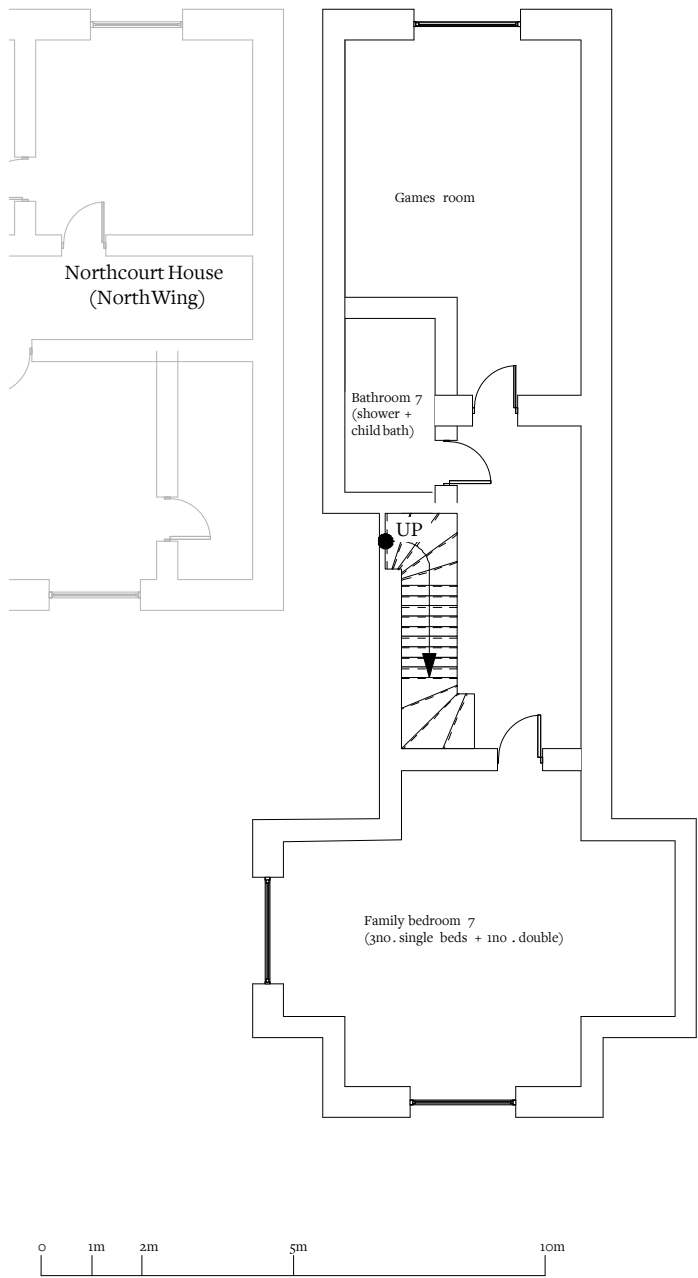 Games room
Northcourt House
(North Wing)
Bathroom 7
(shower +
child bath)
UP
Family bedroom 7
(3no. single beds + 1no. double)
0 1m 2m 5m 10m